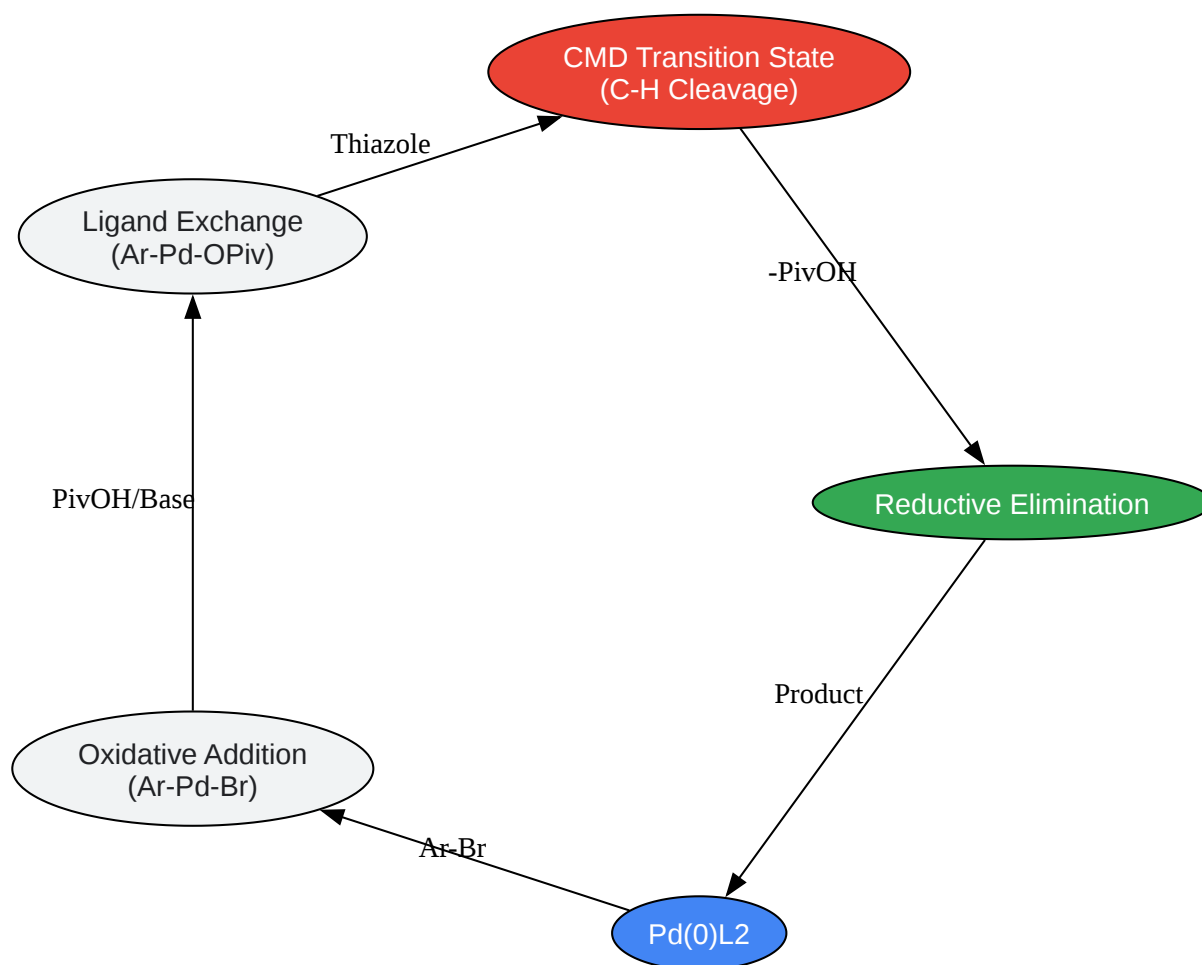 CMD Transition State
(C-H Cleavage)
Thiazole
Ligand Exchange
(Ar-Pd-OPiv)
-PivOH
PivOH/Base
Reductive Elimination
Product
Oxidative Addition
(Ar-Pd-Br)
Ar-Br
Pd(0)L2